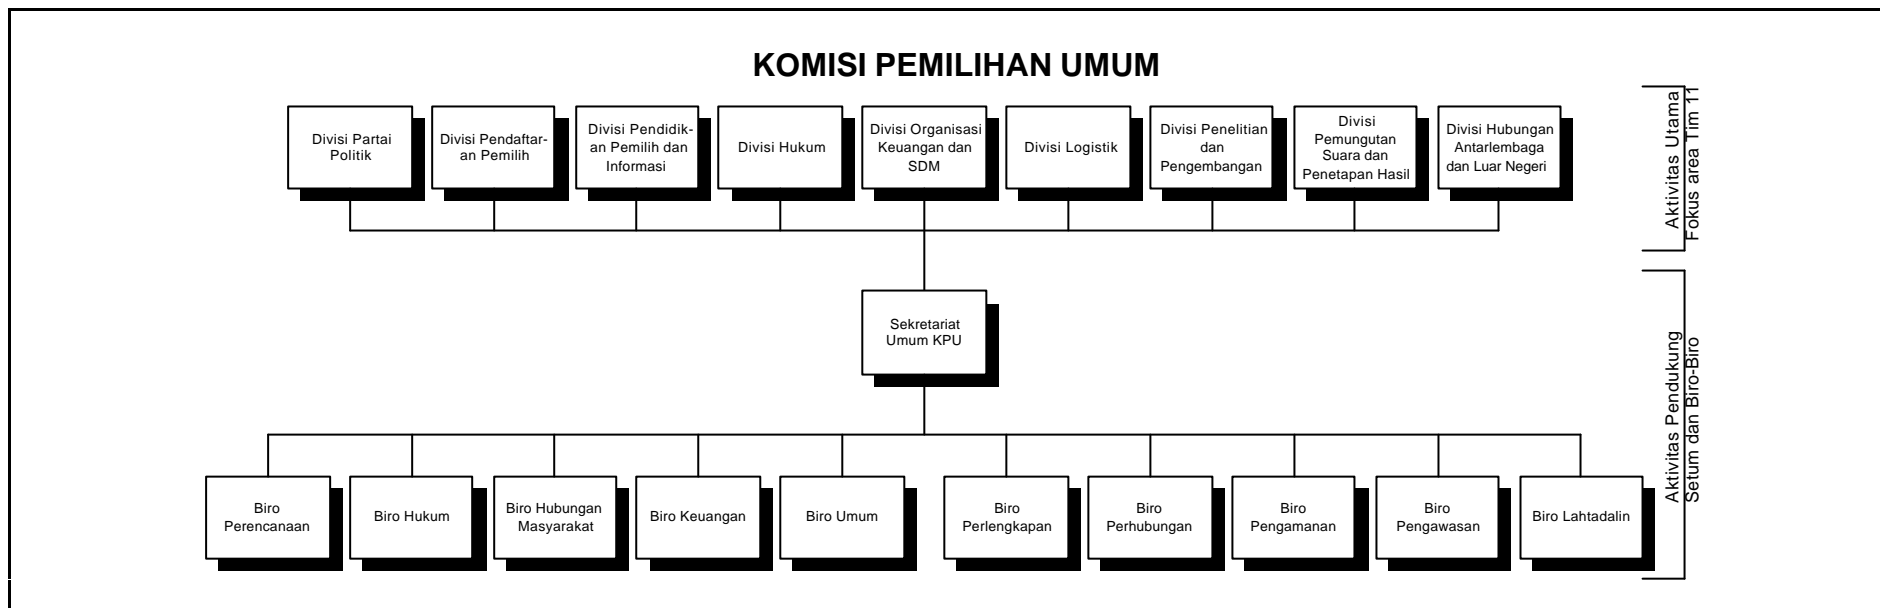 KOMISI PEMILIHAN UMUM
Divisi Partai
Politik
Divisi Pendaftar-
an Pemilih
Divisi Pendidik-
an Pemilih dan
Informasi
Divisi Hukum
Divisi Organisasi
Keuangan dan
SDM
Divisi Logistik
Divisi Penelitian
dan
Pengembangan
Divisi
Pemungutan
Suara dan
Penetapan Hasil
Divisi Hubungan
Antarlembaga
dan Luar Negeri
Aktivitas Utama
Fokus area Tim 11
Sekretariat
Umum KPU
Aktivitas Pendukung
Setum dan Biro-Biro
Biro
Perencanaan
Biro Hukum
Biro Hubungan
Masyarakat
Biro Keuangan
Biro Umum
Biro
Perlengkapan
Biro
Perhubungan
Biro
Pengamanan
Biro
Pengawasan
Biro Lahtadalin